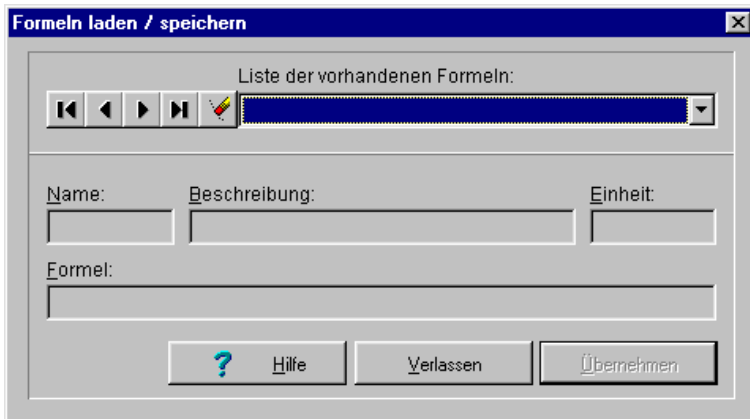 Formeln laden / speichern
Liste der vorhandenen Formeln:
Name: Beschreibung: Einheit:
Formel:
? Hilfe Verlassen Übernehmen